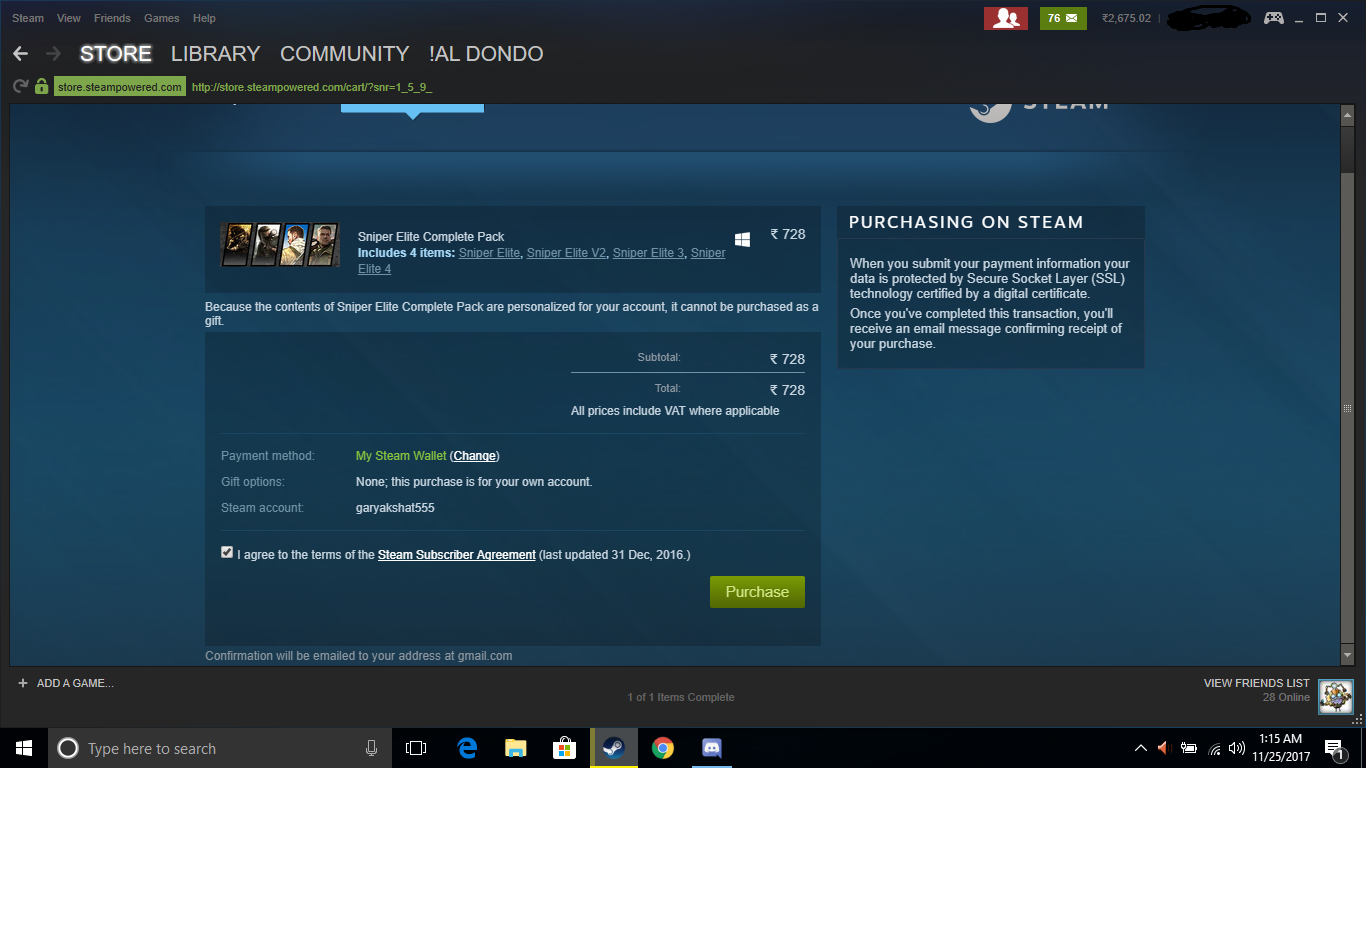 Steam View Friends Games Help
76 ₹2,675.02
STORE LIBRARY COMMUNITY !AL DONDO
store.steampowered.com http://store.steampowered.com/cart/?snr=1_5_9_
STEAM
Sniper Elite Complete Pack
₹ 728
Includes 4 items: Sniper Elite, Sniper Elite V2, Sniper Elite 3, Sniper
Elite 4
Because the contents of Sniper Elite Complete Pack are personalized for your account, it cannot be purchased as a
gift.
Subtotal: ₹ 728
Total: ₹ 728
All prices include VAT where applicable
Payment method: My Steam Wallet (Change)
Gift options: None; this purchase is for your own account.
Steam account: garyakshat555
I agree to the terms of the Steam Subscriber Agreement (last updated 31 Dec, 2016.)
Purchase
Confirmation will be emailed to your address at gmail.com
PURCHASING ON STEAM
When you submit your payment information your
data is protected by Secure Socket Layer (SSL)
technology certified by a digital certificate.
Once you've completed this transaction, you'll
receive an email message confirming receipt of
your purchase.
+ ADD A GAME...
1 of 1 Items Complete
VIEW FRIENDS LIST
28 Online
Type here to search
1:15 AM
11/25/2017
1